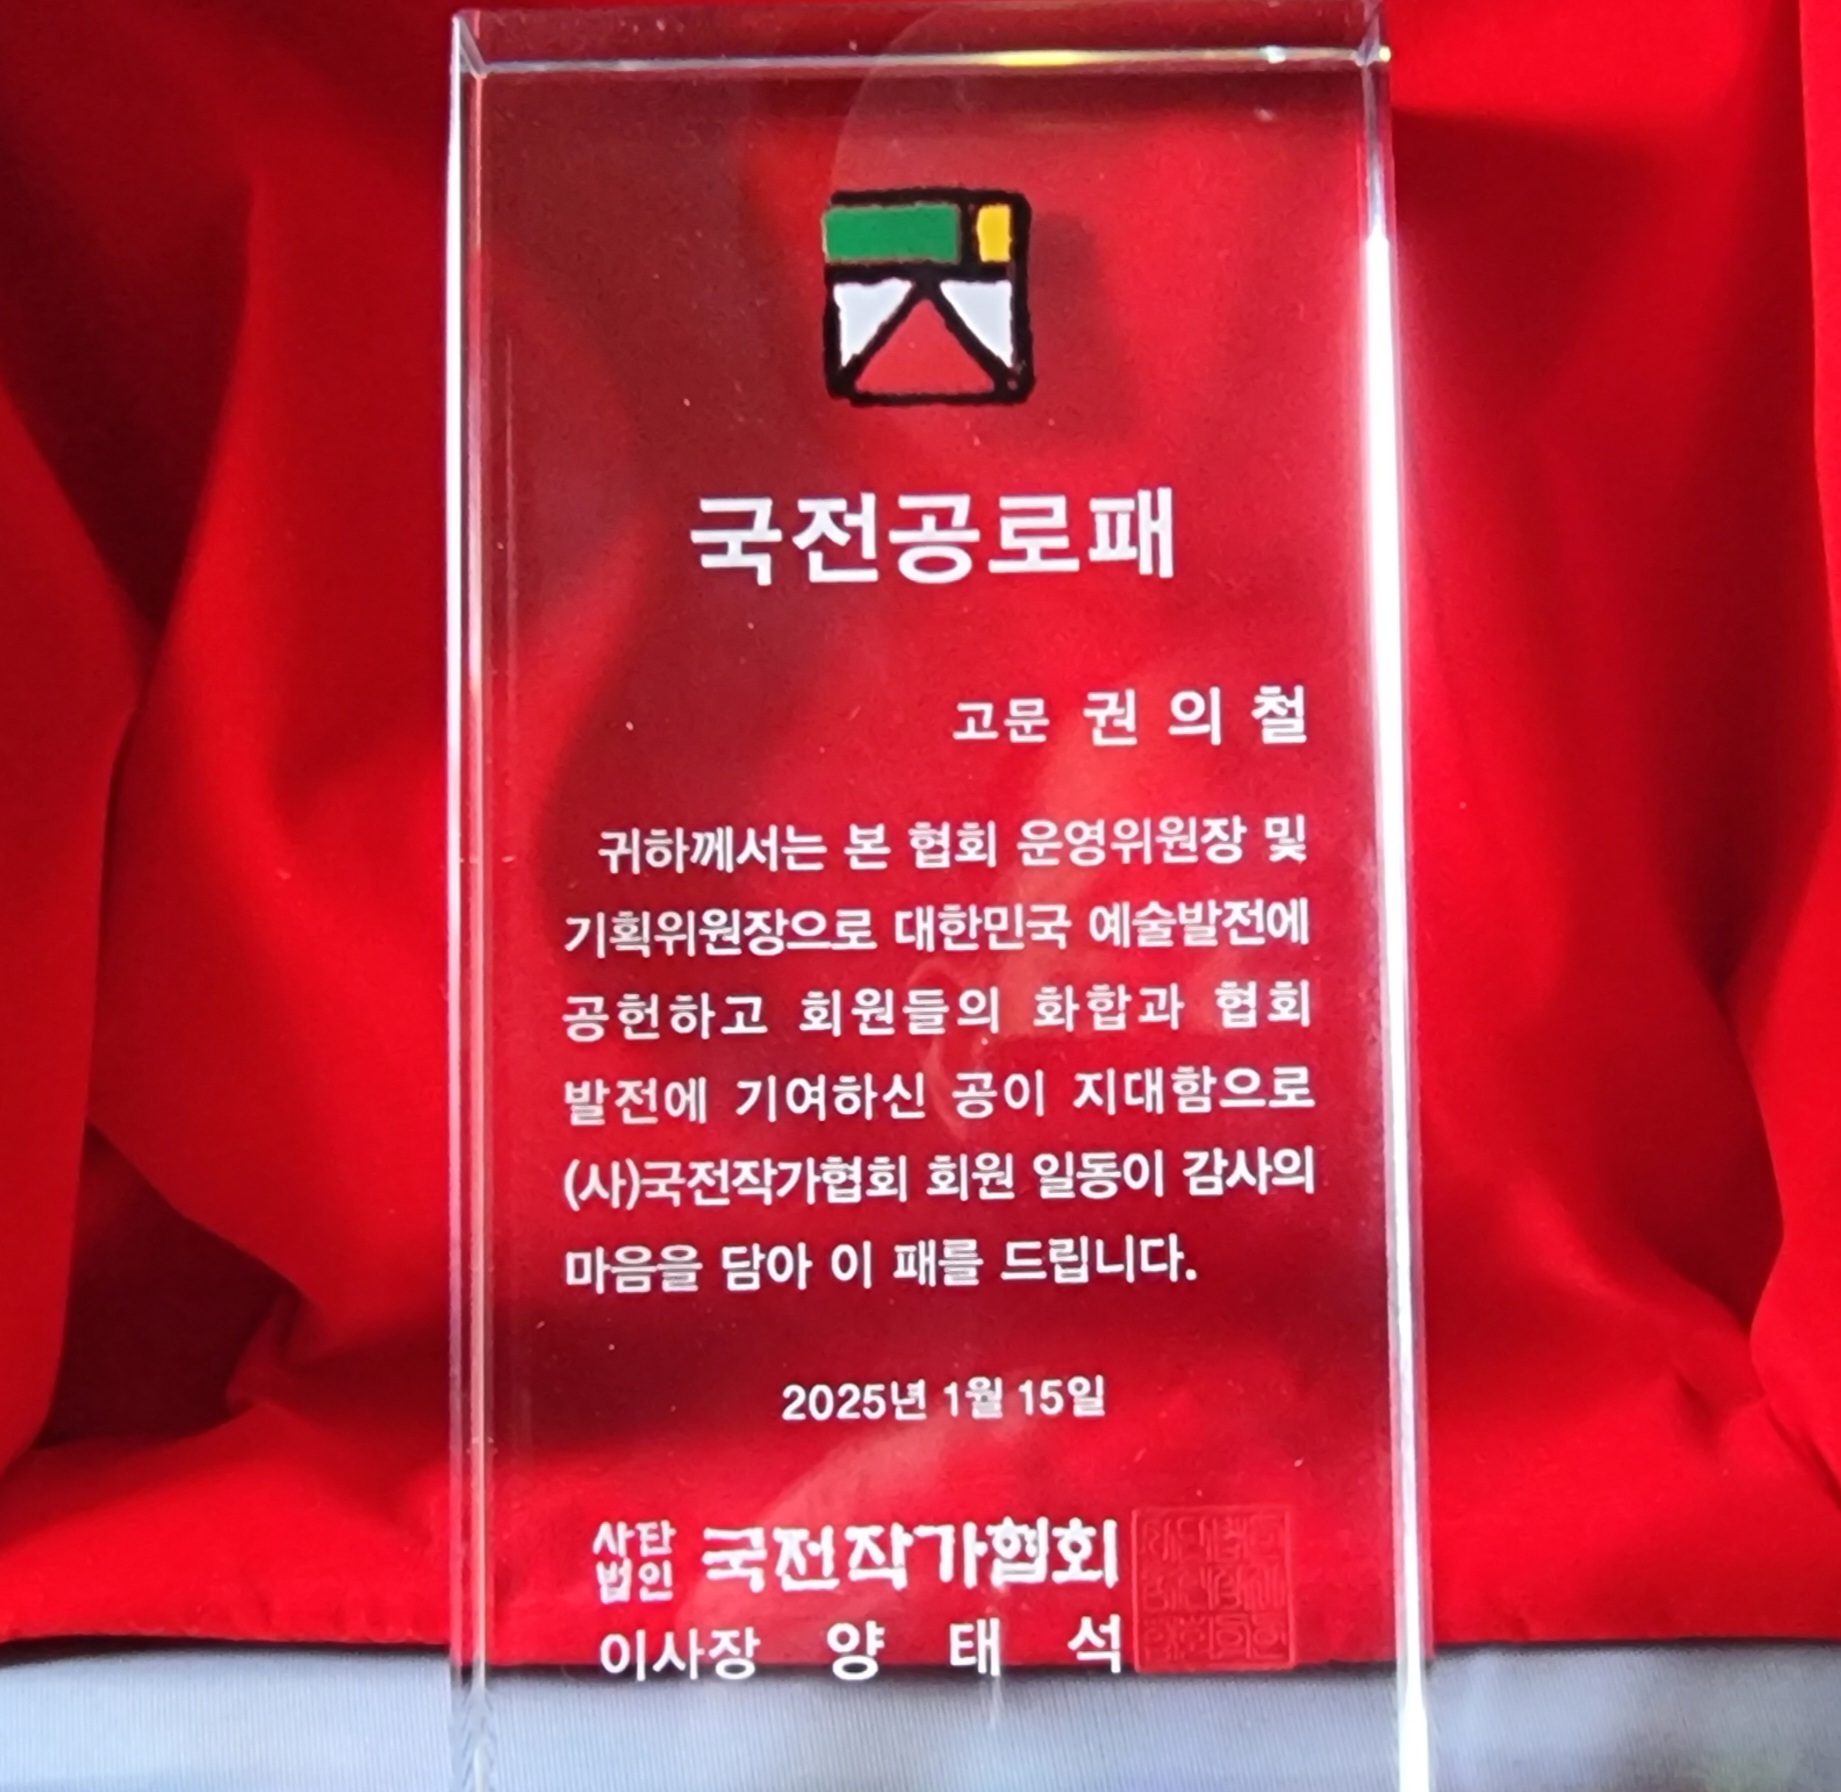 국전공로패
고문 권 의 철
귀하께서는 본 협회 운영위원장 및
기획위원장으로 대한민국 예술발전에
공헌하고 회원들의 화합과 협회
발전에 기여하신 공이 지대함으로
(사)국전작가협회 회원 일동이 감사의
마음을 담아 이 패를 드립니다.
2025년 1월 15일
사단법인 국전작가협회
이사장 양 태 석